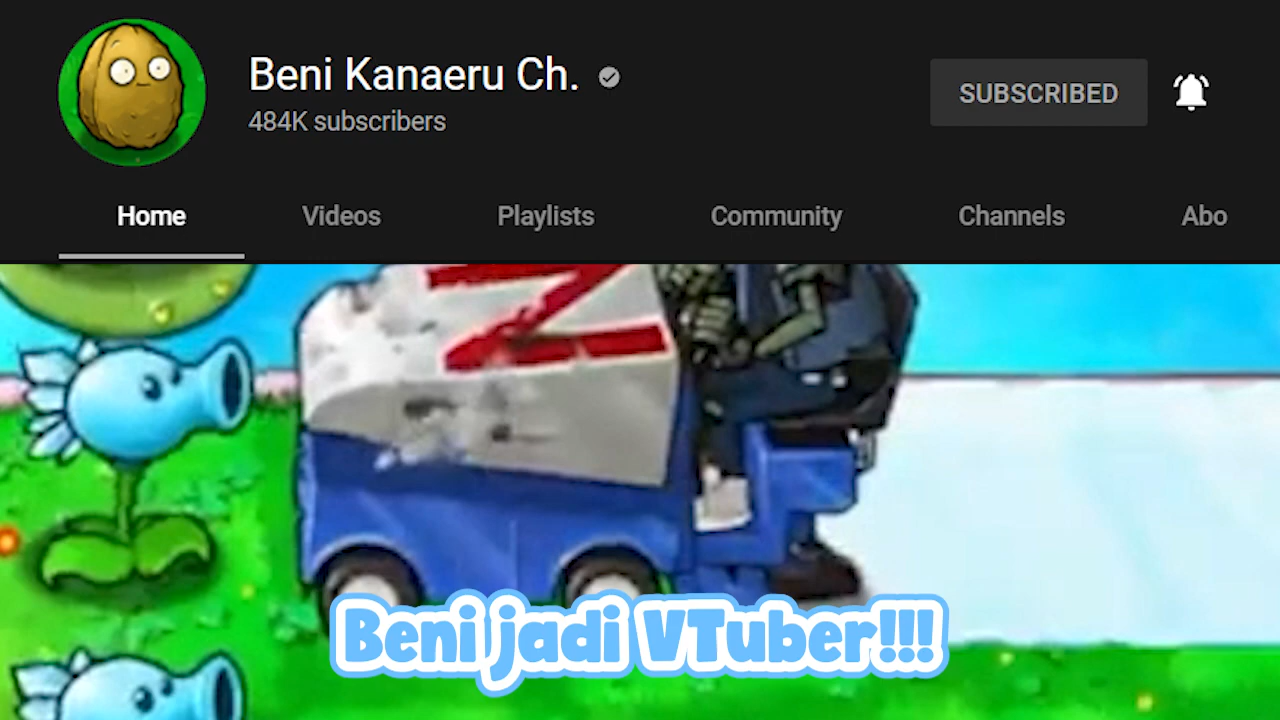 Beni Kanaeru Ch.
484K subscribers
SUBSCRIBED
Home Videos Playlists Community Channels Abo
Z
Beni jadi VTuber!!!